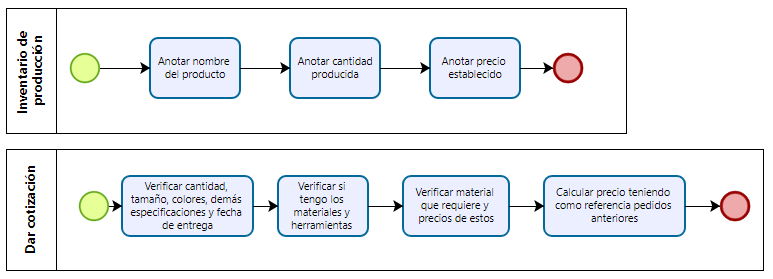 Inventario de
producción
Anotar nombre
del producto
Anotar cantidad
producida
Anotar precio
establecido
Dar cotización
Verificar cantidad,
tamaño, colores, demás
especificaciones y fecha
de entrega
Verificar si
tengo los
materiales y
herramientas
Verificar material
que requiere y
precios de estos
Calcular precio teniendo
como referencia pedidos
anteriores